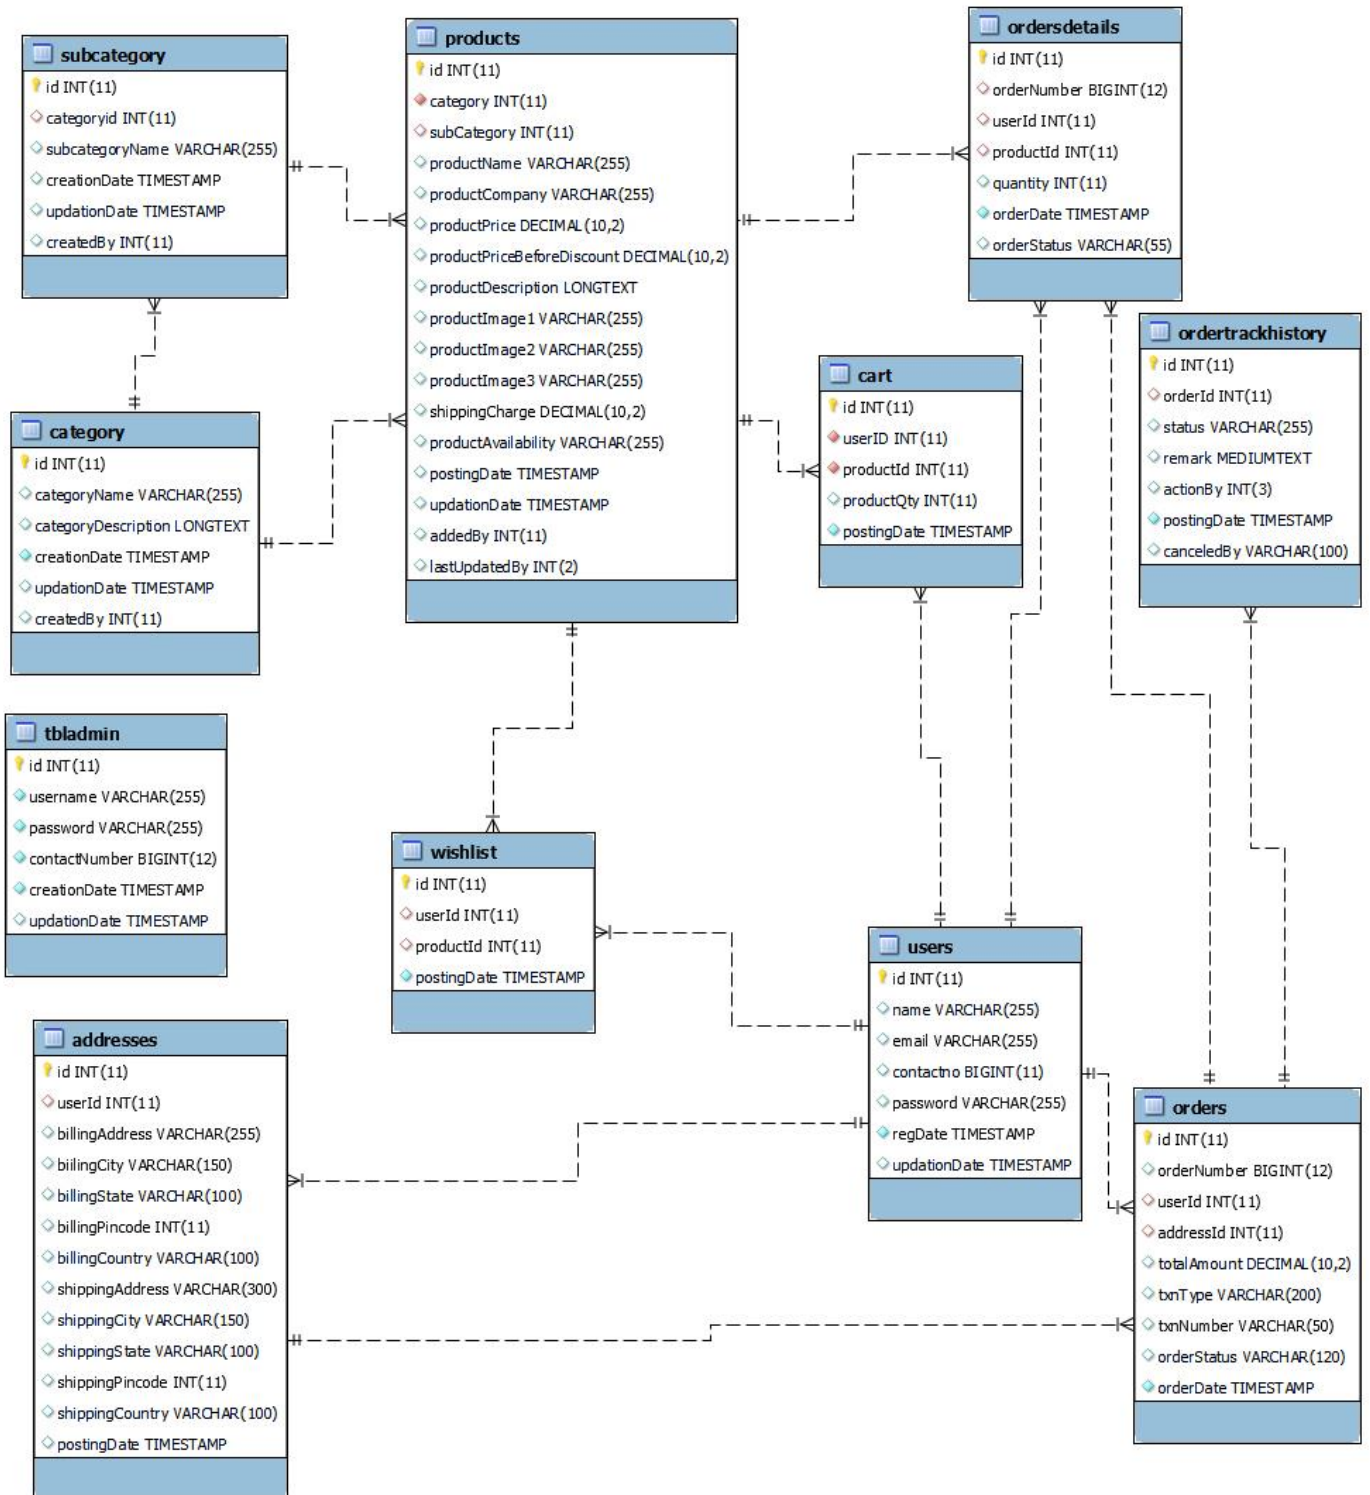 subcategory
id INT(11)
categoryid INT(11)
subcategoryName VARCHAR(255)
creationDate TIMESTAMP
updationDate TIMESTAMP
createdBy INT(11)
products
id INT(11)
category INT(11)
subCategory INT(11)
productName VARCHAR(255)
productCompany VARCHAR(255)
productPrice DECIMAL(10,2)
productPriceBeforeDiscount DECIMAL(10,2)
productDescription LONGTEXT
productImage1 VARCHAR(255)
productImage2 VARCHAR(255)
productImage3 VARCHAR(255)
shippingCharge DECIMAL(10,2)
productAvailability VARCHAR(255)
postingDate TIMESTAMP
updationDate TIMESTAMP
addedBy INT(11)
lastUpdatedBy INT(2)
ordersdetails
id INT(11)
orderNumber BIGINT(12)
userId INT(11)
productId INT(11)
quantity INT(11)
orderDate TIMESTAMP
orderStatus VARCHAR(55)
ordertrackhistory
id INT(11)
orderId INT(11)
status VARCHAR(255)
remark MEDIUMTEXT
actionBy INT(3)
postingDate TIMESTAMP
canceledBy VARCHAR(100)
cart
id INT(11)
userID INT(11)
productId INT(11)
productQty INT(11)
postingDate TIMESTAMP
category
id INT(11)
categoryName VARCHAR(255)
categoryDescription LONGTEXT
creationDate TIMESTAMP
updationDate TIMESTAMP
createdBy INT(11)
tbladmin
id INT(11)
username VARCHAR(255)
password VARCHAR(255)
contactNumber BIGINT(12)
creationDate TIMESTAMP
updationDate TIMESTAMP
wishlist
id INT(11)
userId INT(11)
productId INT(11)
postingDate TIMESTAMP
users
id INT(11)
name VARCHAR(255)
email VARCHAR(255)
contactno BIGINT(11)
password VARCHAR(255)
regDate TIMESTAMP
updationDate TIMESTAMP
addresses
id INT(11)
userId INT(11)
billingAddress VARCHAR(255)
biilingCity VARCHAR(150)
billingState VARCHAR(100)
billingPincode INT(11)
billingCountry VARCHAR(100)
shippingAddress VARCHAR(300)
shippingCity VARCHAR(150)
shippingState VARCHAR(100)
shippingPincode INT(11)
shippingCountry VARCHAR(100)
postingDate TIMESTAMP
orders
id INT(11)
orderNumber BIGINT(12)
userId INT(11)
addressId INT(11)
totalAmount DECIMAL(10,2)
txnType VARCHAR(200)
txnNumber VARCHAR(50)
orderStatus VARCHAR(120)
orderDate TIMESTAMP